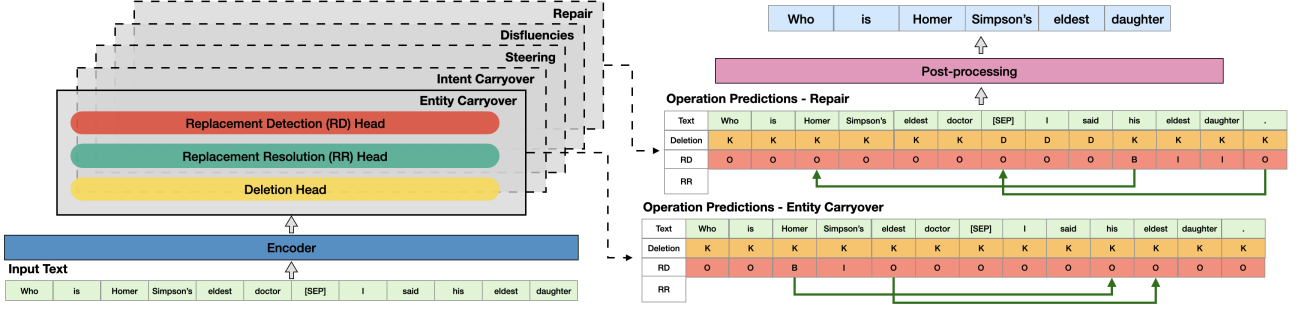 Repair
Disfluencies
Steering
Intent Carryover
Entity Carryover
Replacement Detection (RD) Head
Replacement Resolution (RR) Head
Deletion Head
Encoder
Input Text
Who is Homer Simpson's eldest doctor [SEP] I said his eldest daughter
Who is Homer Simpson's eldest daughter
Post-processing
Operation Predictions - Repair
Text Who is Homer Simpson's eldest doctor [SEP] I said his eldest daughter .
Deletion K K K K K K D D D K K K K
RD O O O O O O O O O B I I O
RR
Operation Predictions - Entity Carryover
Text Who is Homer Simpson's eldest doctor [SEP] I said his eldest daughter .
Deletion K K K K K K K K K K K K K
RD O O B I O O O O O O O O O
RR